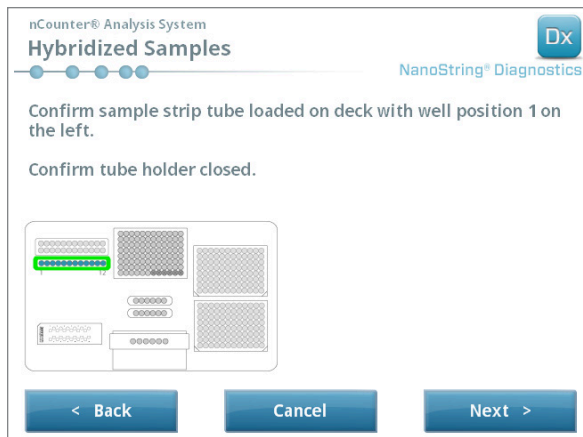 nCounter® Analysis System
Hybridized Samples
Dx
NanoString® Diagnostics
Confirm sample strip tube loaded on deck with well position 1 on
the left.
Confirm tube holder closed.
1 12
< Back
Cancel
Next >